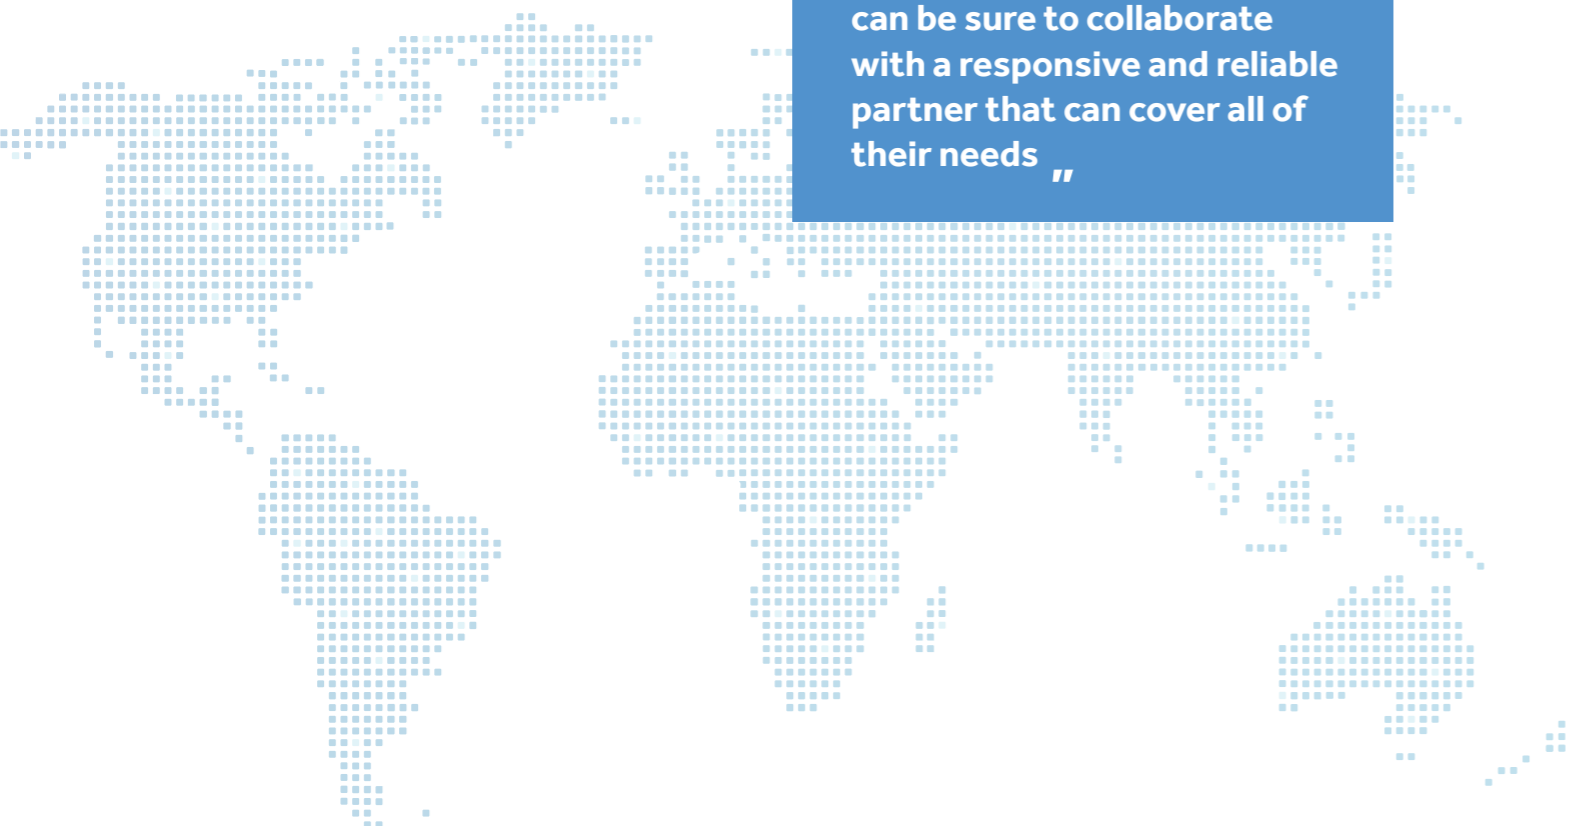 can be sure to collaborate
with a responsive and reliable
partner that can cover all of
their needs "